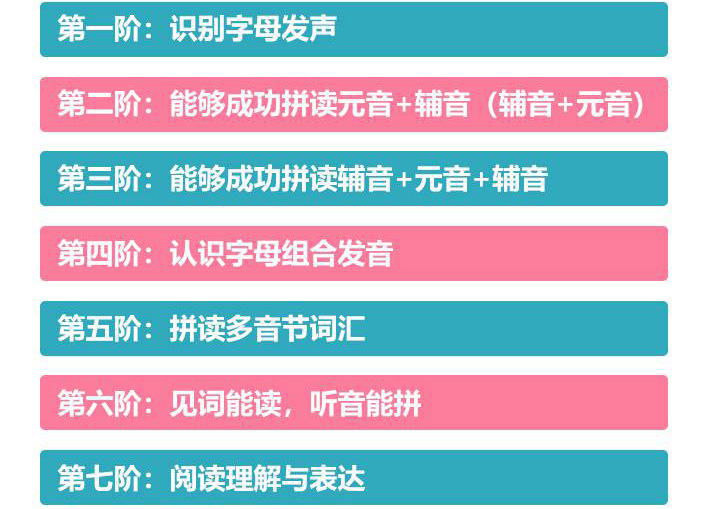 第一阶：识别字母发声
第二阶：能够成功拼读元音+辅音（辅音+元音）
第三阶：能够成功拼读辅音+元音+辅音
第四阶：认识字母组合发音
第五阶：拼读多音节词汇
第六阶：见词能读，听音能拼
第七阶：阅读理解与表达